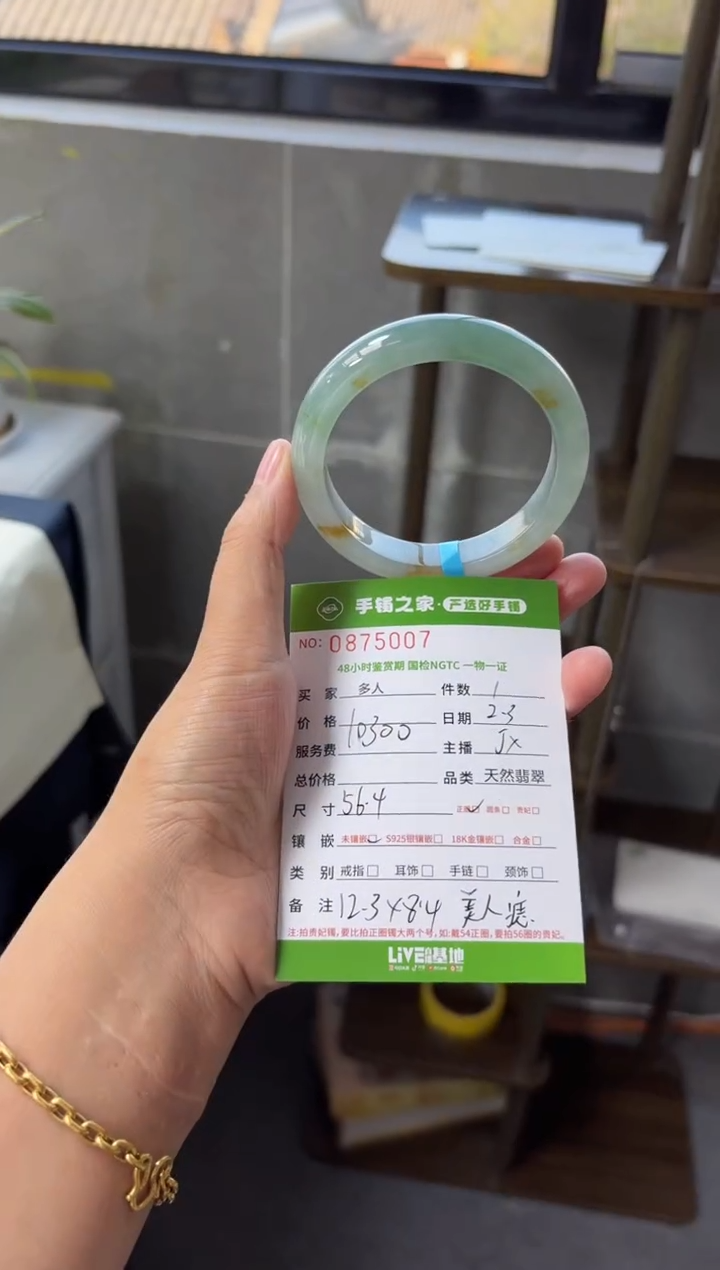 手镯之家·严选好手镯
NO: 0875007
48小时鉴赏期 国检NGTC 一物一证
买家 多人 件数 1
价格 10300 日期 2-3
服务费 主播 Jx
总价格 品类 天然翡翠
尺寸 56.4 正圈 圆条 贵妃
镶嵌 未镶嵌 S925银镶嵌 18K金镶嵌 合金
类别 戒指 耳饰 手链 颈饰
备注 12.3×8.4 美人痣.
注:拍贵妃镯,要比拍正圈镯大两个号,如:戴54正圈,要拍56圈的贵妃。
LiVE 基地